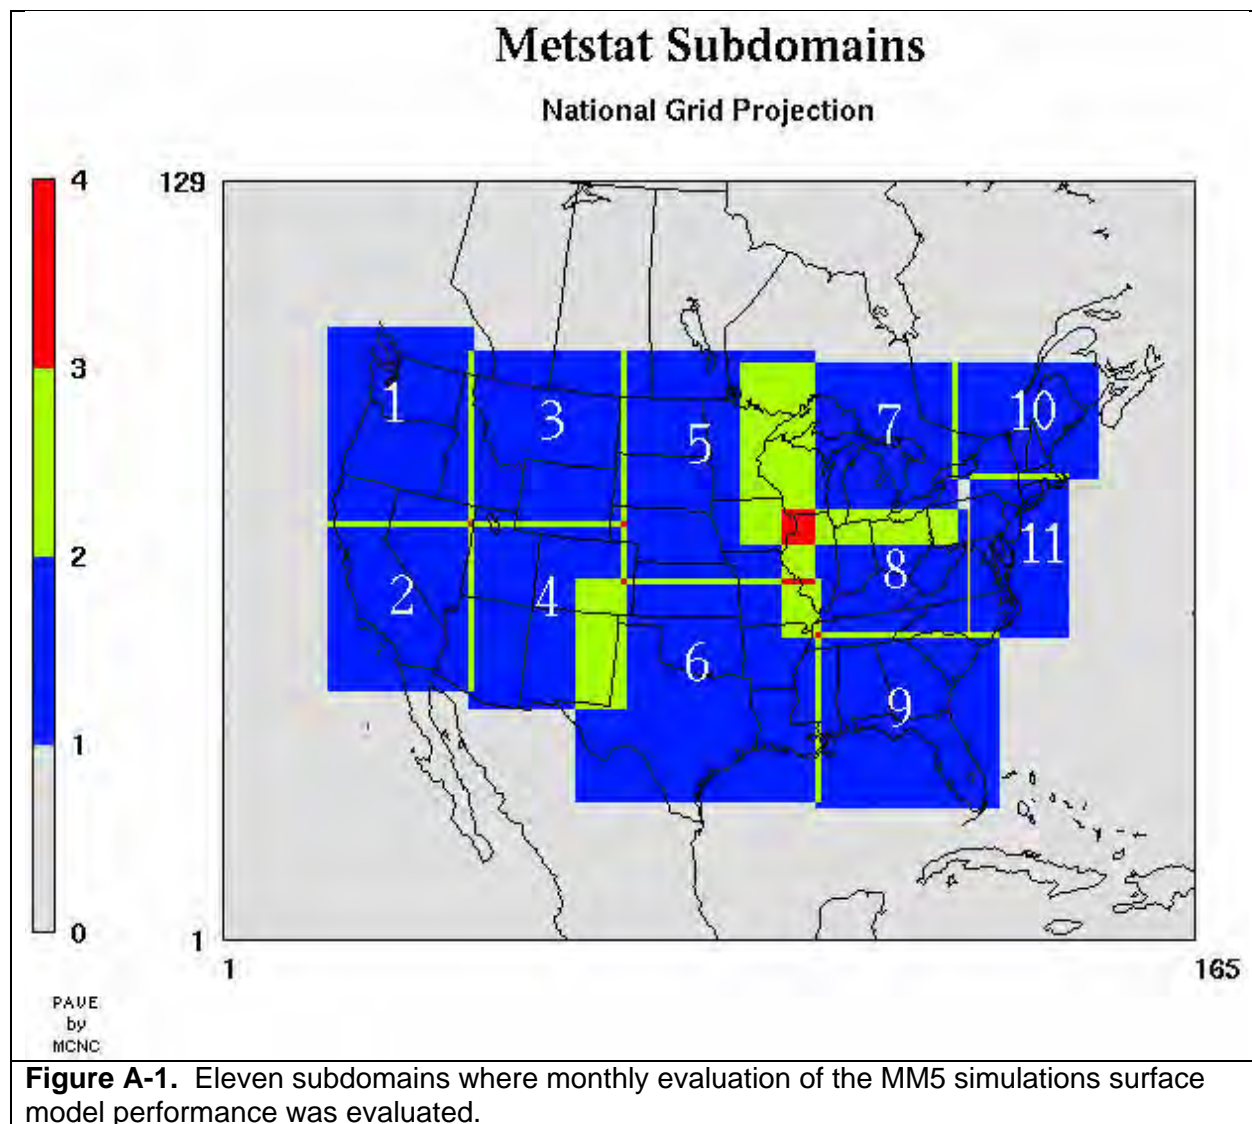 Metstat Subdomains
National Grid Projection
4
3
2
1
0
129
1
1
165
1
2
3
4
5
6
7
8
9
10
11
PAVE
by
MCNC
Figure A-1. Eleven subdomains where monthly evaluation of the MM5 simulations surface
model performance was evaluated.